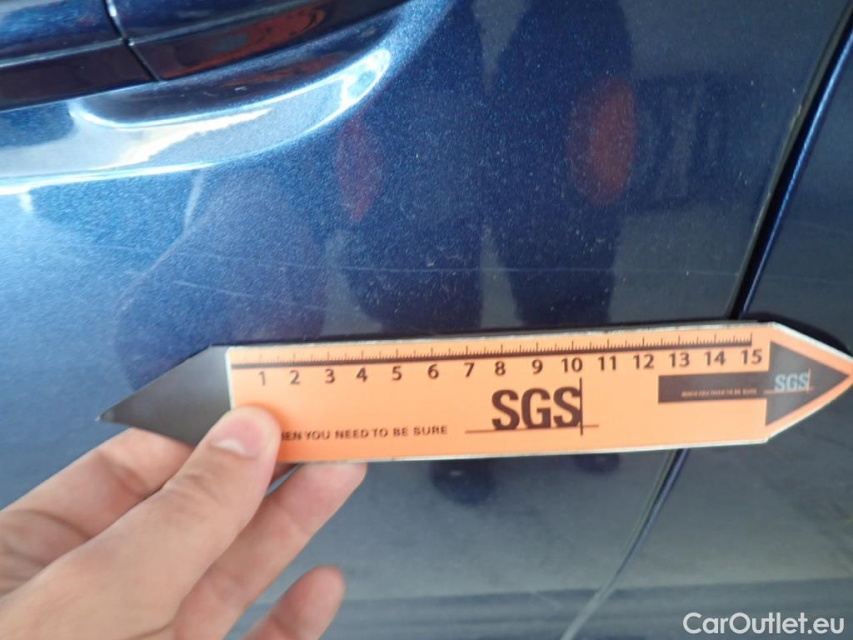 1 2 3 4 5 6 7 8 9 10 11 12 13 14 15
SGS
SGS
EN YOU NEED TO BE SURE
CarOutlet.eu